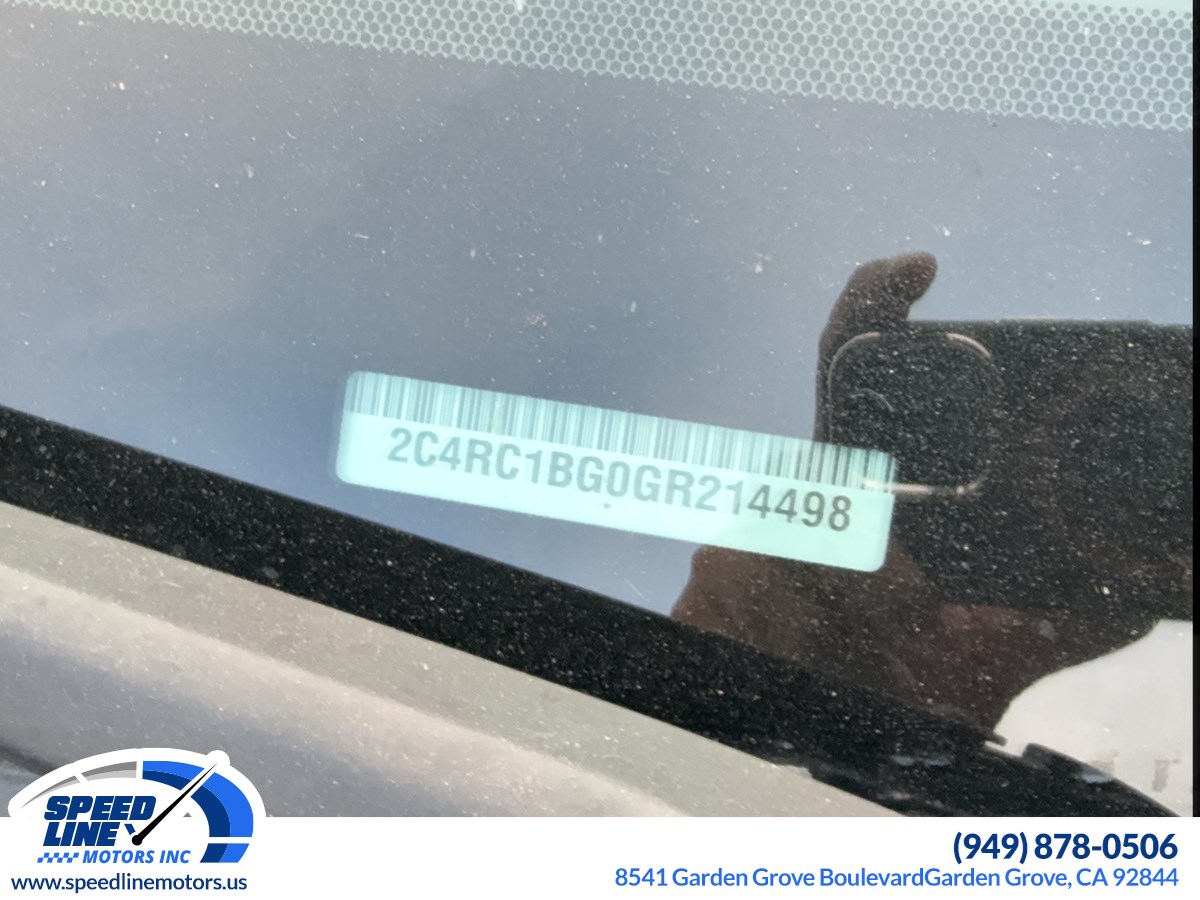 2C4RC1BG0GR214498
SPEED
LINE
MOTORS INC
www.speedlinemotors.us
(949) 878-0506
8541 Garden Grove BoulevardGarden Grove, CA 92844